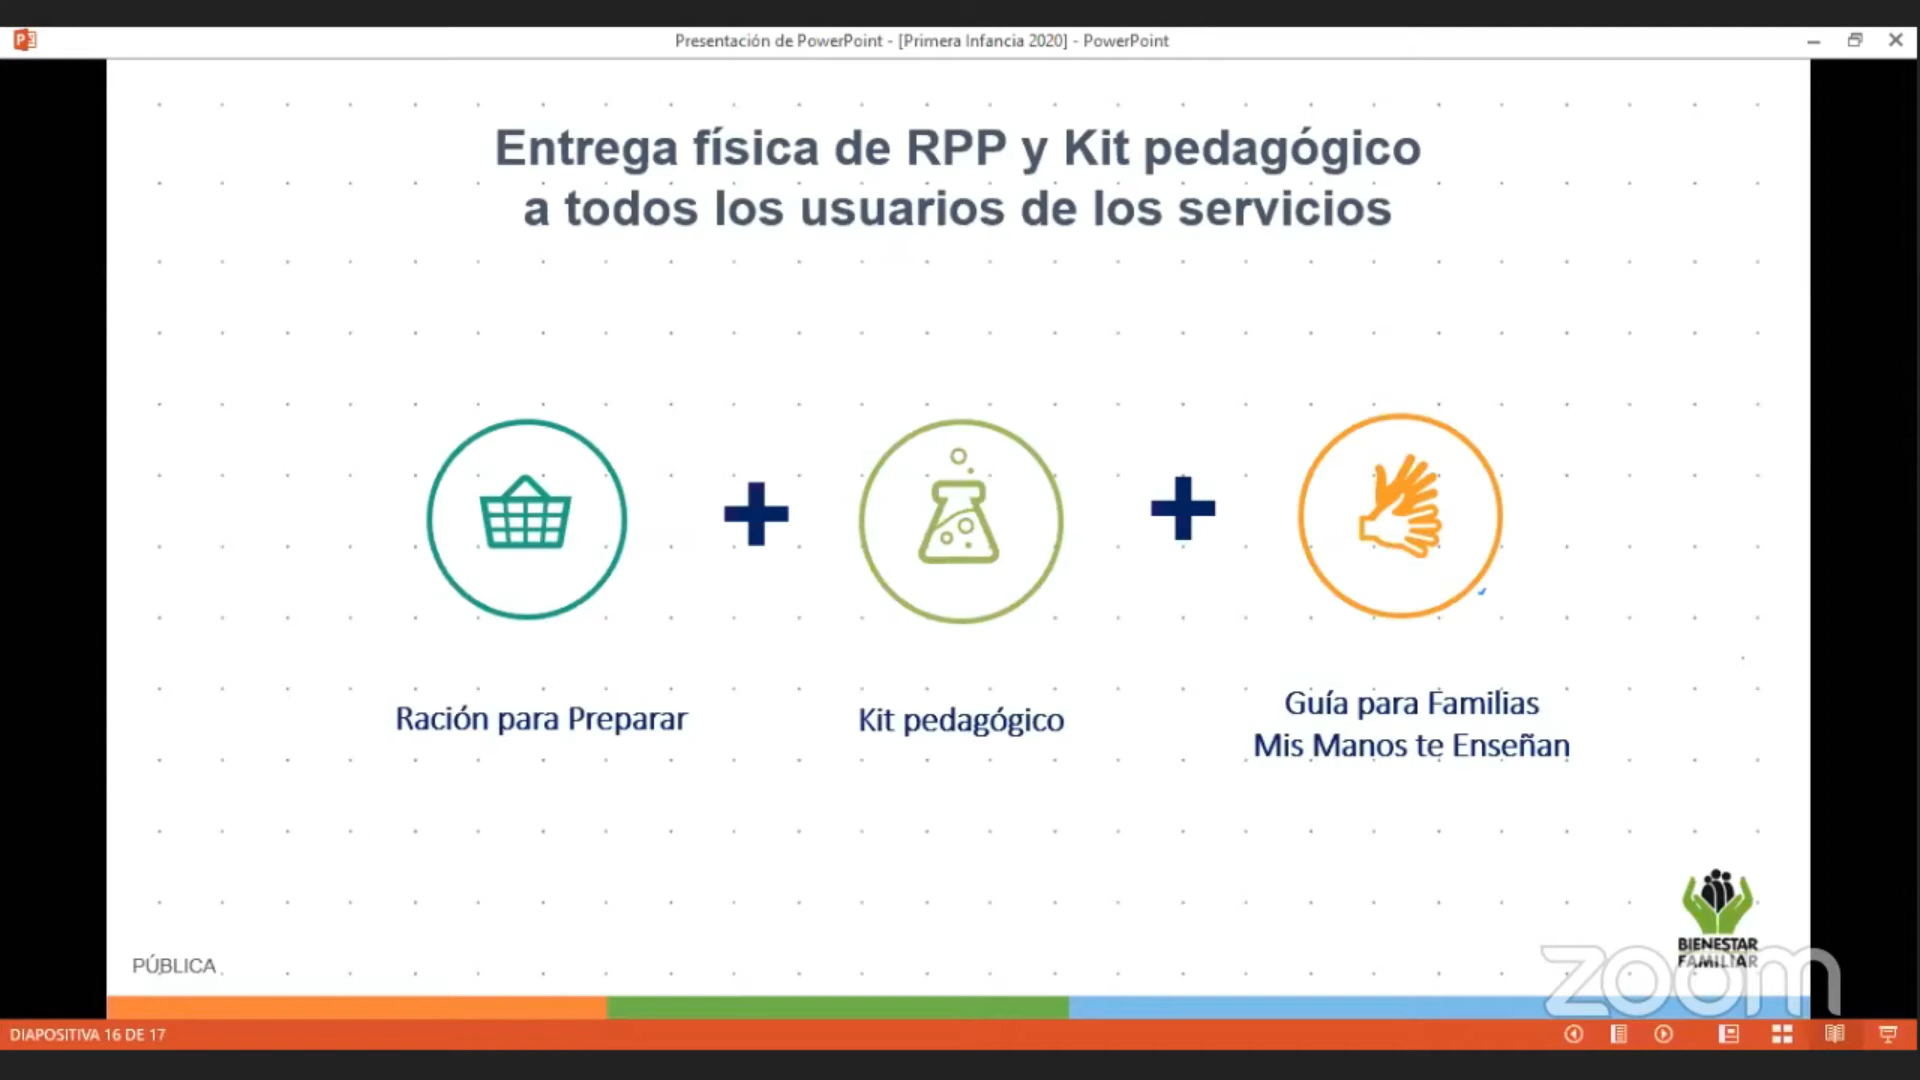 Presentación de PowerPoint - [Primera Infancia 2020] - PowerPoint
Entrega física de RPP y Kit pedagógico
a todos los usuarios de los servicios
Ración para Preparar
Kit pedagógico
Guía para Familias
Mis Manos te Enseñan
BIENESTAR
FAMILIAR
PÚBLICA
zoom
DIAPOSITIVA 16 DE 17